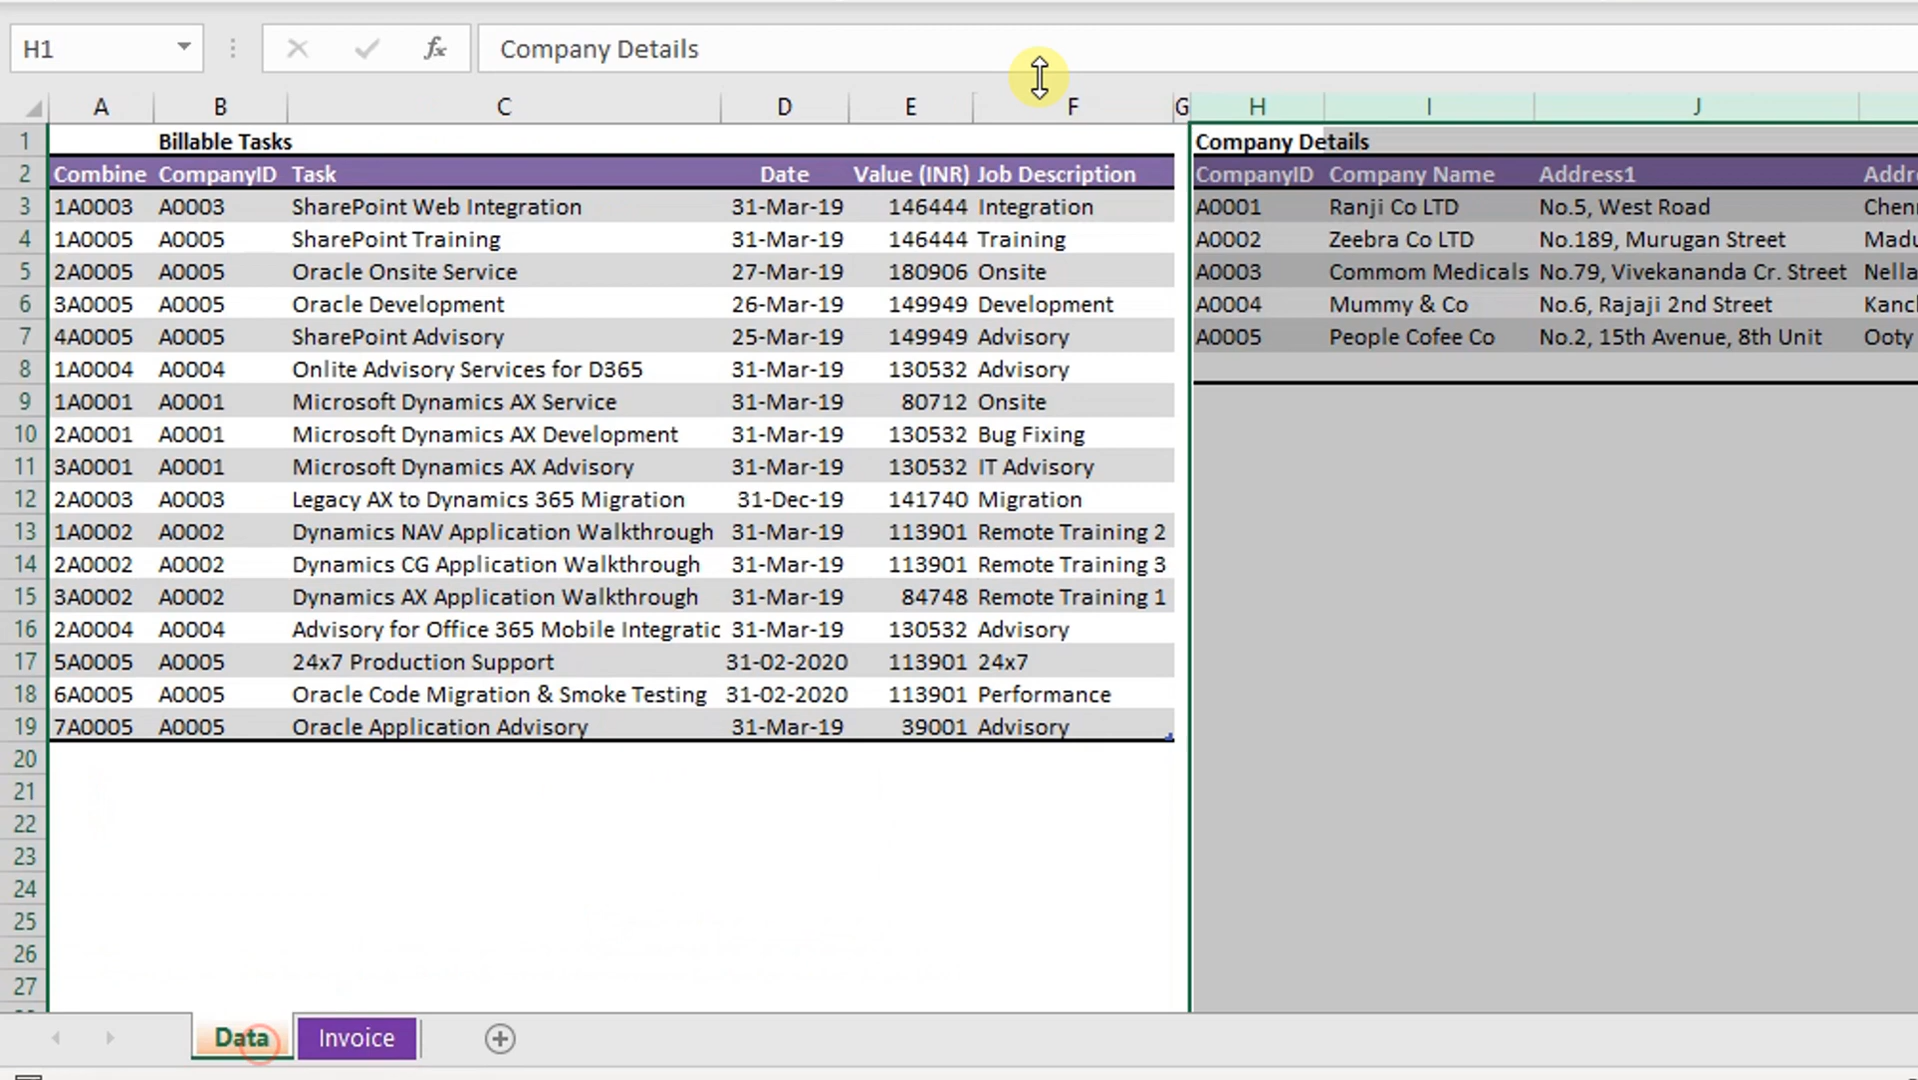 H1 fx Company Details
A B C D E F G H I J
1 Billable Tasks Company Details
2 Combine CompanyID Task Date Value (INR) Job Description CompanyID Company Name Address1 Addre
3 1A0003 A0003 SharePoint Web Integration 31-Mar-19 146444 Integration A0001 Ranji Co LTD No.5, West Road Chenn
4 1A0005 A0005 SharePoint Training 31-Mar-19 146444 Training A0002 Zeebra Co LTD No.189, Murugan Street Madu
5 2A0005 A0005 Oracle Onsite Service 27-Mar-19 180906 Onsite A0003 Commom Medicals No.79, Vivekananda Cr. Street Nella
6 3A0005 A0005 Oracle Development 26-Mar-19 149949 Development A0004 Mummy & Co No.6, Rajaji 2nd Street Kanch
7 4A0005 A0005 SharePoint Advisory 25-Mar-19 149949 Advisory A0005 People Cofee Co No.2, 15th Avenue, 8th Unit Ooty
8 1A0004 A0004 Onlite Advisory Services for D365 31-Mar-19 130532 Advisory
9 1A0001 A0001 Microsoft Dynamics AX Service 31-Mar-19 80712 Onsite
10 2A0001 A0001 Microsoft Dynamics AX Development 31-Mar-19 130532 Bug Fixing
11 3A0001 A0001 Microsoft Dynamics AX Advisory 31-Mar-19 130532 IT Advisory
12 2A0003 A0003 Legacy AX to Dynamics 365 Migration 31-Dec-19 141740 Migration
13 1A0002 A0002 Dynamics NAV Application Walkthrough 31-Mar-19 113901 Remote Training 2
14 2A0002 A0002 Dynamics CG Application Walkthrough 31-Mar-19 113901 Remote Training 3
15 3A0002 A0002 Dynamics AX Application Walkthrough 31-Mar-19 84748 Remote Training 1
16 2A0004 A0004 Advisory for Office 365 Mobile Integratic 31-Mar-19 130532 Advisory
17 5A0005 A0005 24x7 Production Support 31-02-2020 113901 24x7
18 6A0005 A0005 Oracle Code Migration & Smoke Testing 31-02-2020 113901 Performance
19 7A0005 A0005 Oracle Application Advisory 31-Mar-19 39001 Advisory
20
21
22
23
24
25
26
27
Data Invoice